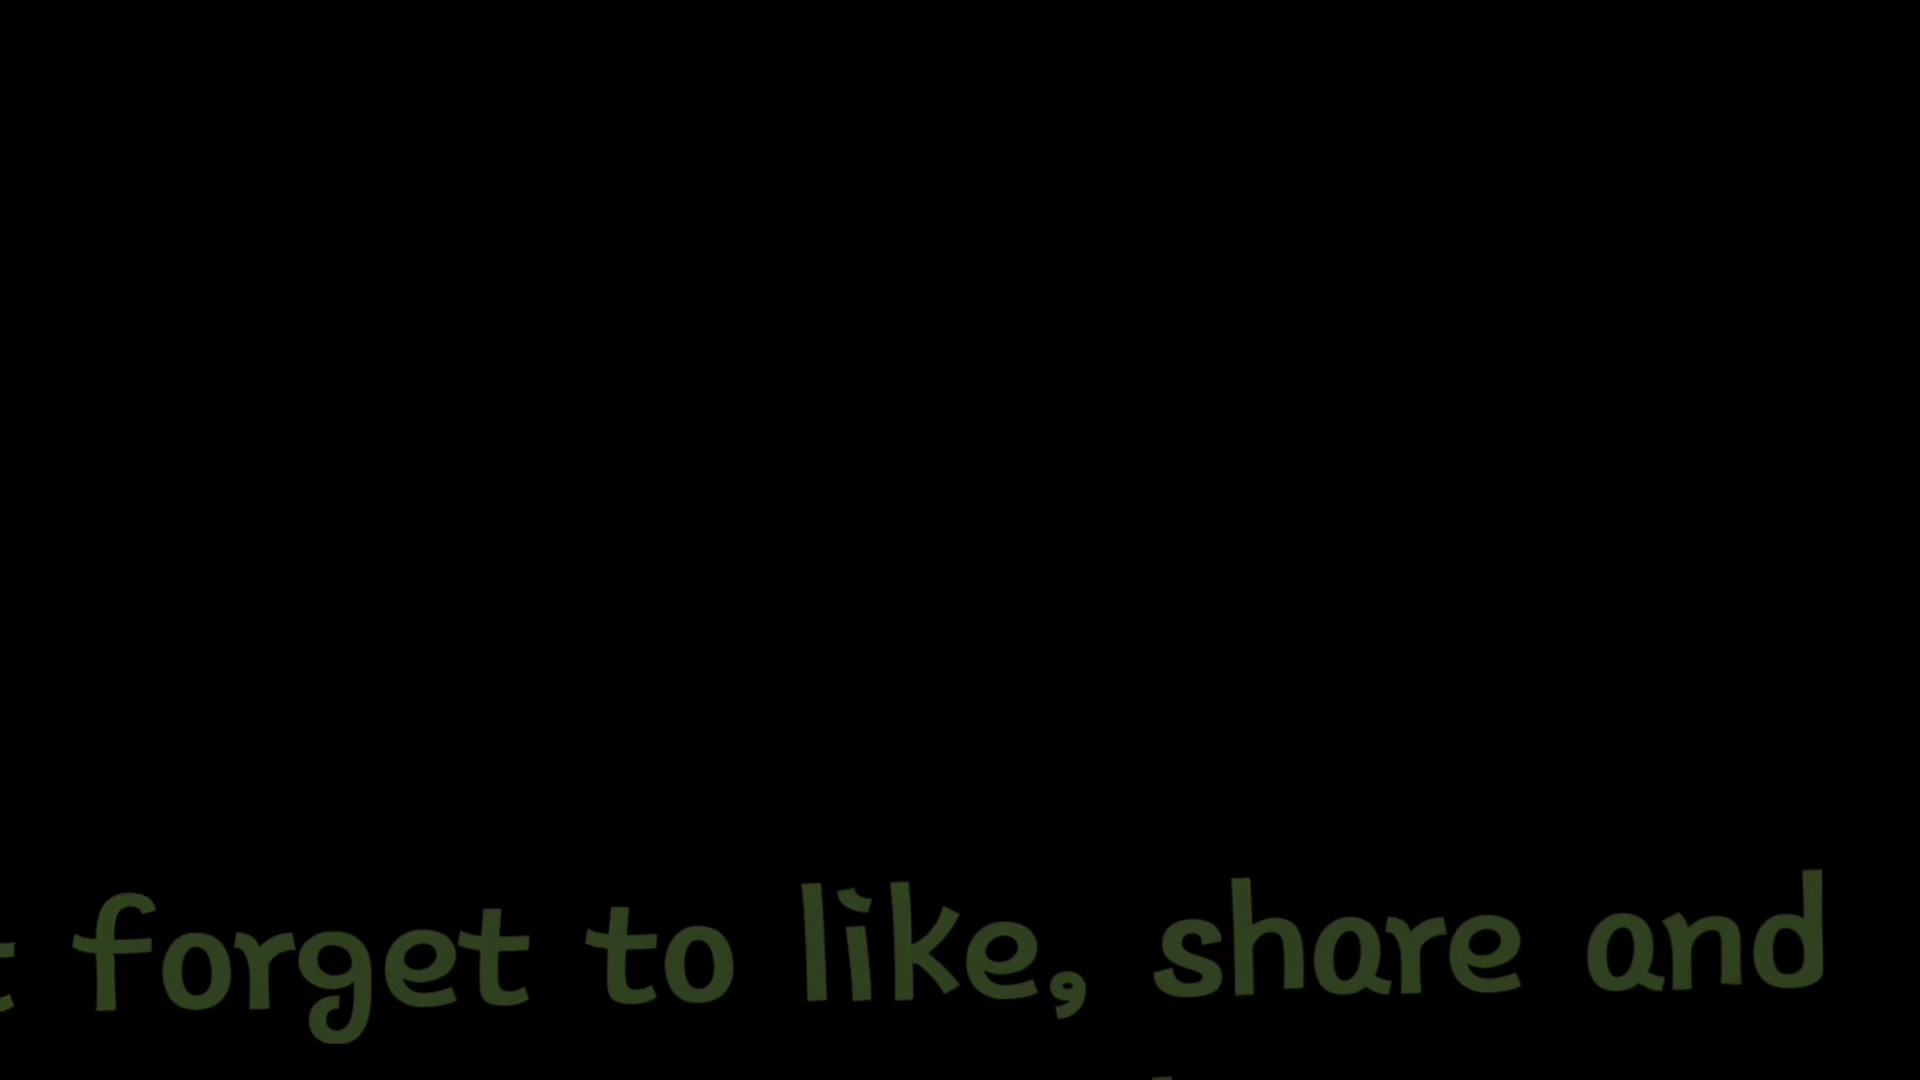 forget to like, share and